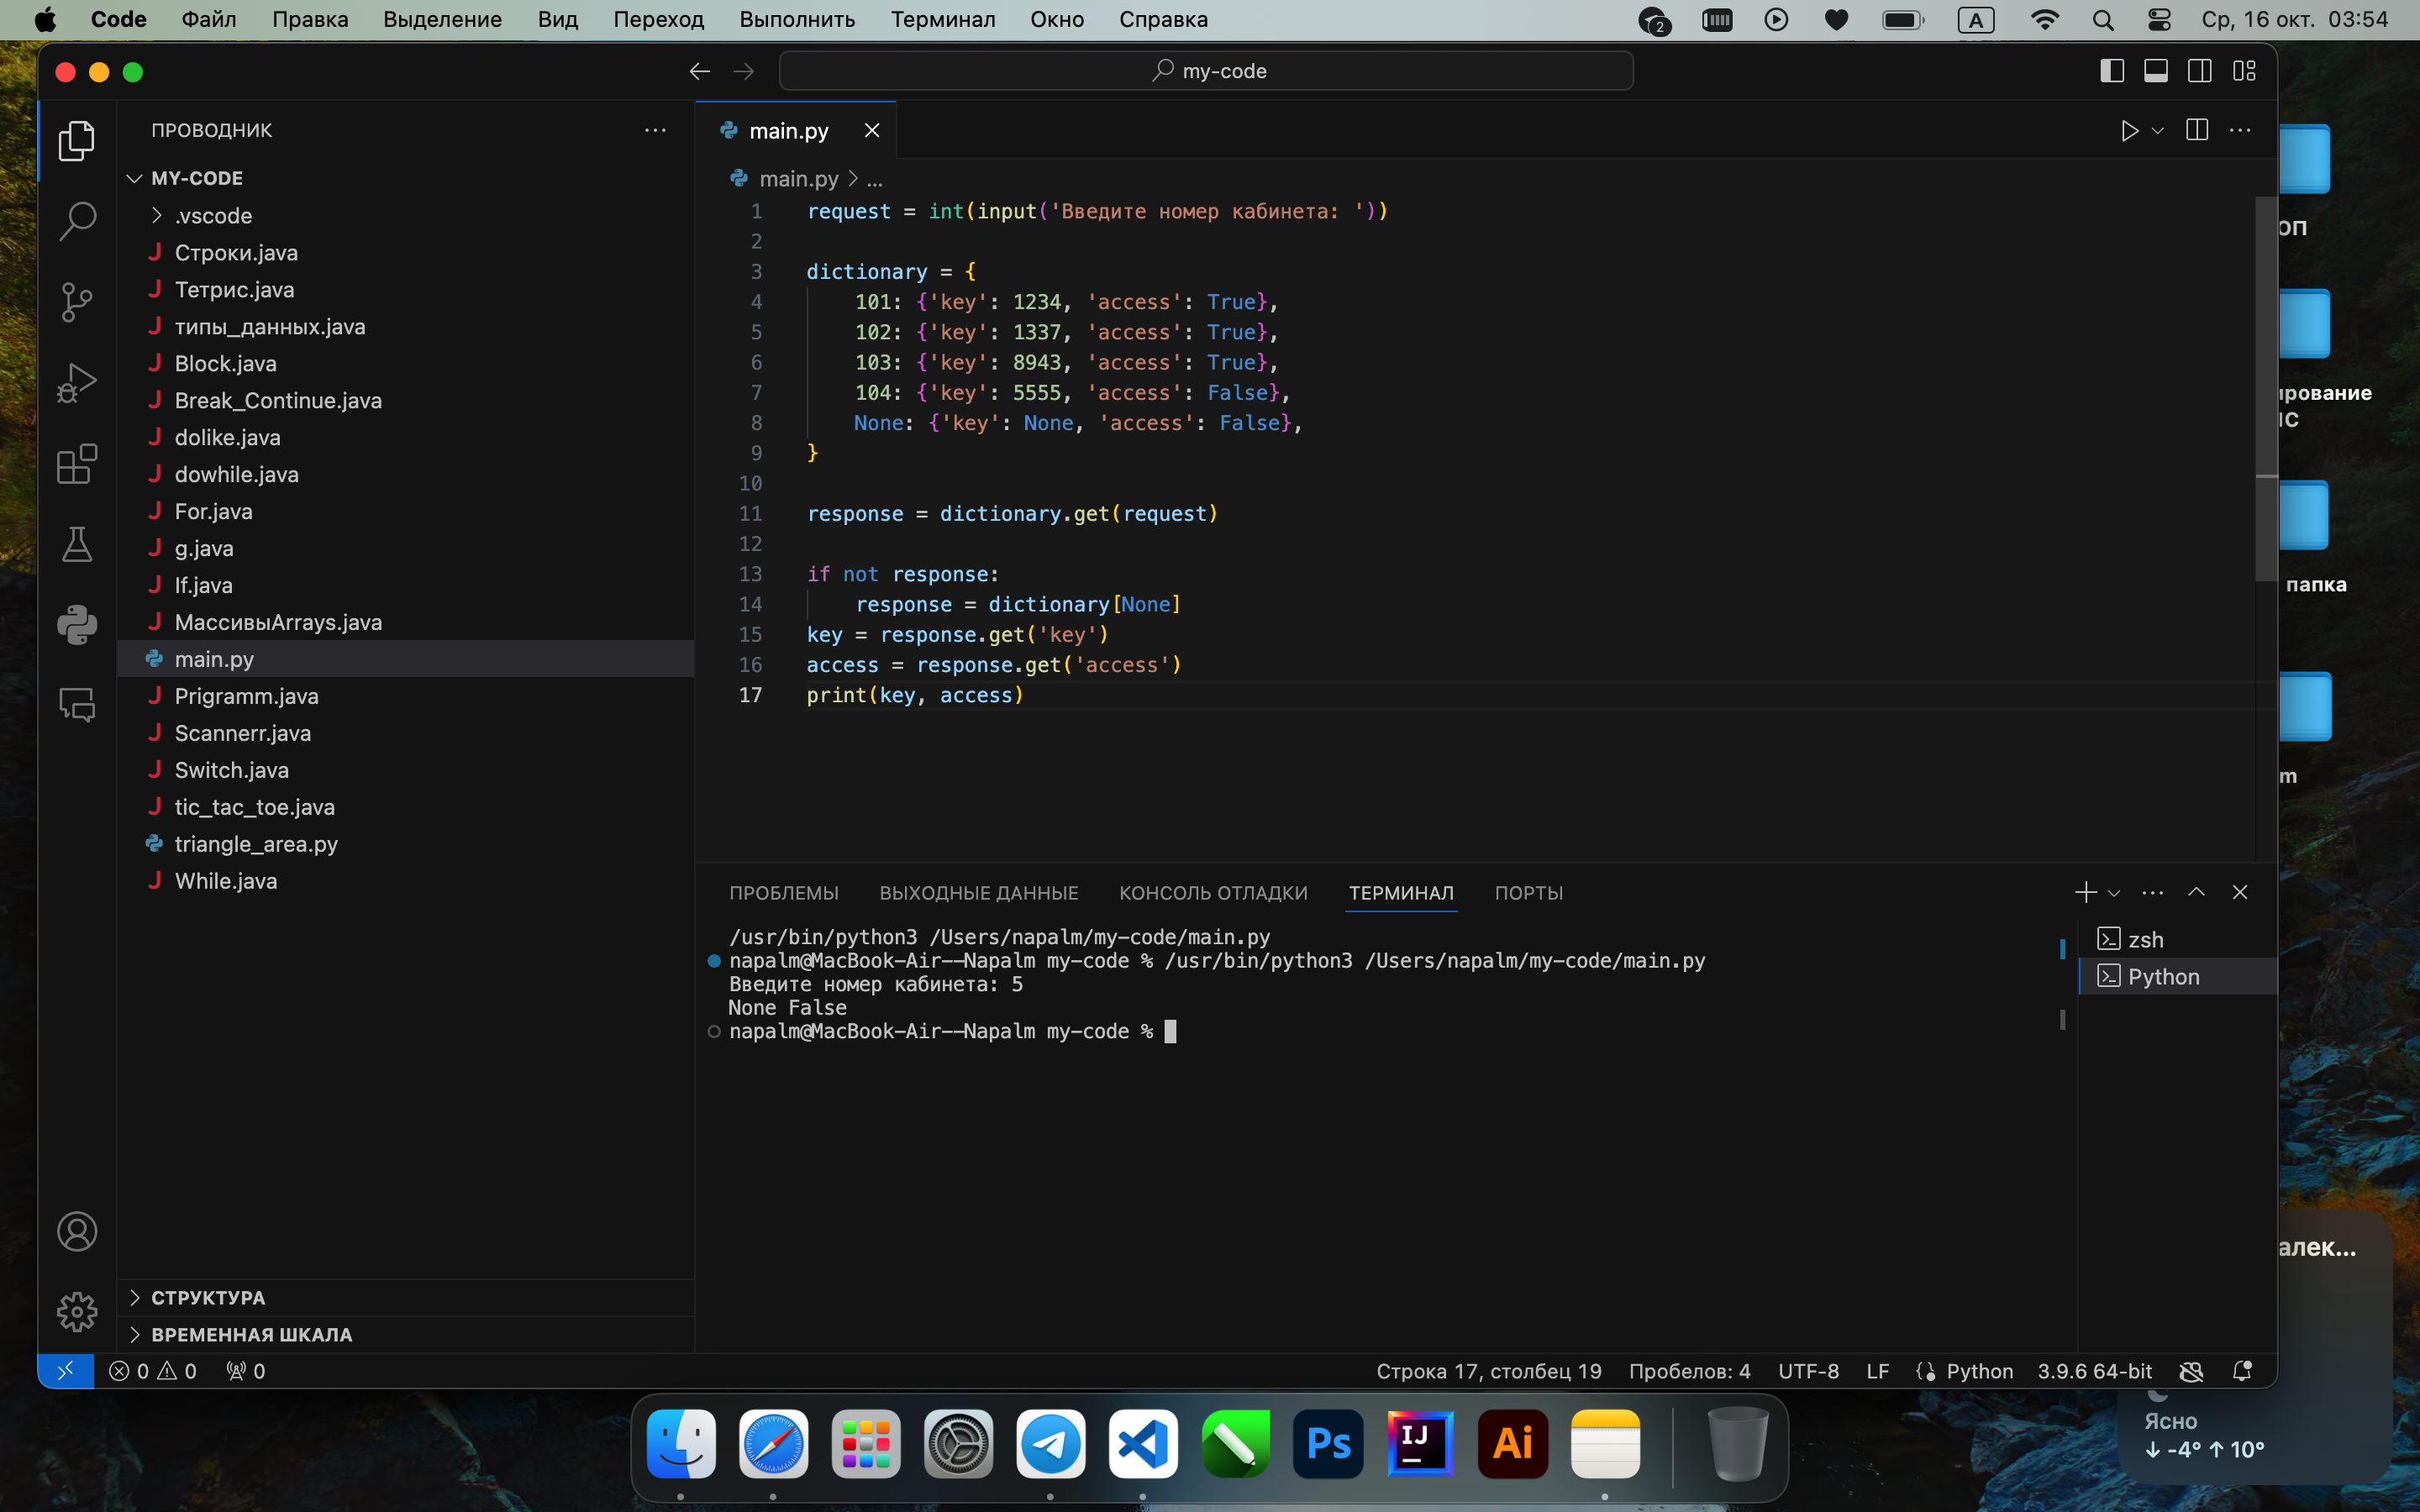 Code Файл Правка Выделение Вид Переход Выполнить Терминал Окно Справка 2 A Ср, 16 окт. 03:54
my-code
ПРОВОДНИК
MY-CODE
.vscode
Строки.java
Тетрис.java
типы_данных.java
Block.java
Break_Continue.java
dolike.java
dowhile.java
For.java
g.java
If.java
МассивыArrays.java
main.py
Prigramm.java
Scannerr.java
Switch.java
tic_tac_toe.java
triangle_area.py
While.java
СТРУКТУРА
ВРЕМЕННАЯ ШКАЛА
main.py
main.py > ...
1 request = int(input('Введите номер кабинета: '))
2
3 dictionary = {
4 101: {'key': 1234, 'access': True},
5 102: {'key': 1337, 'access': True},
6 103: {'key': 8943, 'access': True},
7 104: {'key': 5555, 'access': False},
8 None: {'key': None, 'access': False},
9 }
10
11 response = dictionary.get(request)
12
13 if not response:
14 response = dictionary[None]
15 key = response.get('key')
16 access = response.get('access')
17 print(key, access)
ПРОБЛЕМЫ ВЫХОДНЫЕ ДАННЫЕ КОНСОЛЬ ОТЛАДКИ ТЕРМИНАЛ ПОРТЫ
/usr/bin/python3 /Users/napalm/my-code/main.py
napalm@MacBook-Air--Napalm my-code % /usr/bin/python3 /Users/napalm/my-code/main.py
Введите номер кабинета: 5
None False
napalm@MacBook-Air--Napalm my-code %
zsh
Python
0 0 0 Строка 17, столбец 19 Пробелов: 4 UTF-8 LF Python 3.9.6 64-bit
папка
Ясно
↓ -4° ↑ 10°
Ps IJ Ai